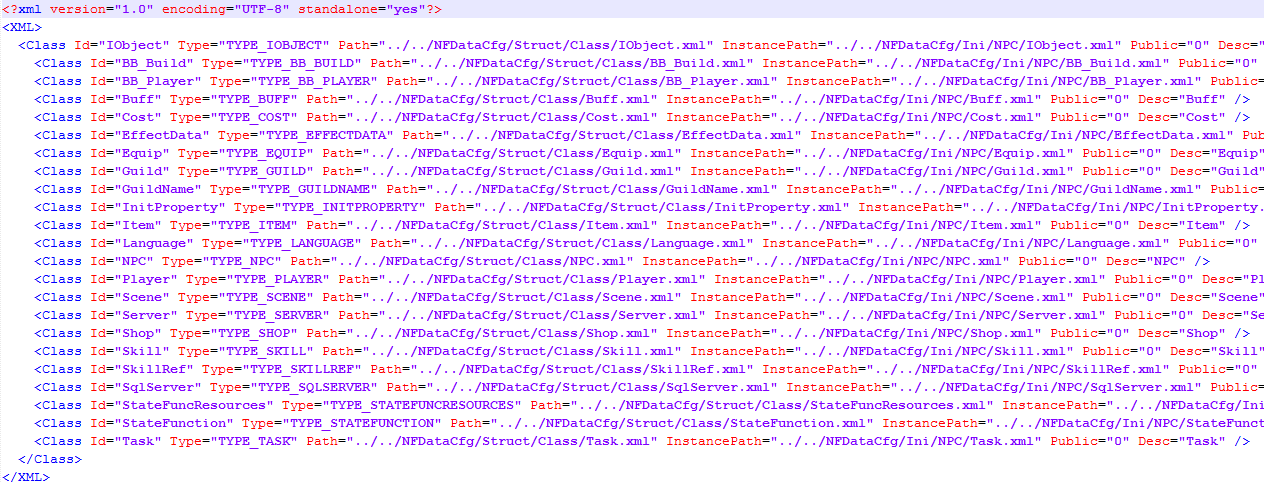 <?xml version="1.0" encoding="UTF-8" standalone="yes"?>
<XML>
<Class Id="IObject" Type="TYPE_IOBJECT" Path="../../NFDataCfg/Struct/Class/IObject.xml" InstancePath="../../NFDataCfg/Ini/NPC/IObject.xml" Public="0" Desc="
<Class Id="BB_Build" Type="TYPE_BB_BUILD" Path="../../NFDataCfg/Struct/Class/BB_Build.xml" InstancePath="../../NFDataCfg/Ini/NPC/BB_Build.xml" Public="0"
<Class Id="BB_Player" Type="TYPE_BB_PLAYER" Path="../../NFDataCfg/Struct/Class/BB_Player.xml" InstancePath="../../NFDataCfg/Ini/NPC/BB_Player.xml" Public=
<Class Id="Buff" Type="TYPE_BUFF" Path="../../NFDataCfg/Struct/Class/Buff.xml" InstancePath="../../NFDataCfg/Ini/NPC/Buff.xml" Public="0" Desc="Buff" />
<Class Id="Cost" Type="TYPE_COST" Path="../../NFDataCfg/Struct/Class/Cost.xml" InstancePath="../../NFDataCfg/Ini/NPC/Cost.xml" Public="0" Desc="Cost" />
<Class Id="EffectData" Type="TYPE_EFFECTDATA" Path="../../NFDataCfg/Struct/Class/EffectData.xml" InstancePath="../../NFDataCfg/Ini/NPC/EffectData.xml" Pub
<Class Id="Equip" Type="TYPE_EQUIP" Path="../../NFDataCfg/Struct/Class/Equip.xml" InstancePath="../../NFDataCfg/Ini/NPC/Equip.xml" Public="0" Desc="Equip"
<Class Id="Guild" Type="TYPE_GUILD" Path="../../NFDataCfg/Struct/Class/Guild.xml" InstancePath="../../NFDataCfg/Ini/NPC/Guild.xml" Public="0" Desc="Guild"
<Class Id="GuildName" Type="TYPE_GUILDNAME" Path="../../NFDataCfg/Struct/Class/GuildName.xml" InstancePath="../../NFDataCfg/Ini/NPC/GuildName.xml" Public=
<Class Id="InitProperty" Type="TYPE_INITPROPERTY" Path="../../NFDataCfg/Struct/Class/InitProperty.xml" InstancePath="../../NFDataCfg/Ini/NPC/InitProperty.
<Class Id="Item" Type="TYPE_ITEM" Path="../../NFDataCfg/Struct/Class/Item.xml" InstancePath="../../NFDataCfg/Ini/NPC/Item.xml" Public="0" Desc="Item" />
<Class Id="Language" Type="TYPE_LANGUAGE" Path="../../NFDataCfg/Struct/Class/Language.xml" InstancePath="../../NFDataCfg/Ini/NPC/Language.xml" Public="0"
<Class Id="NPC" Type="TYPE_NPC" Path="../../NFDataCfg/Struct/Class/NPC.xml" InstancePath="../../NFDataCfg/Ini/NPC/NPC.xml" Public="0" Desc="NPC" />
<Class Id="Player" Type="TYPE_PLAYER" Path="../../NFDataCfg/Struct/Class/Player.xml" InstancePath="../../NFDataCfg/Ini/NPC/Player.xml" Public="0" Desc="Pl
<Class Id="Scene" Type="TYPE_SCENE" Path="../../NFDataCfg/Struct/Class/Scene.xml" InstancePath="../../NFDataCfg/Ini/NPC/Scene.xml" Public="0" Desc="Scene"
<Class Id="Server" Type="TYPE_SERVER" Path="../../NFDataCfg/Struct/Class/Server.xml" InstancePath="../../NFDataCfg/Ini/NPC/Server.xml" Public="0" Desc="Se
<Class Id="Shop" Type="TYPE_SHOP" Path="../../NFDataCfg/Struct/Class/Shop.xml" InstancePath="../../NFDataCfg/Ini/NPC/Shop.xml" Public="0" Desc="Shop" />
<Class Id="Skill" Type="TYPE_SKILL" Path="../../NFDataCfg/Struct/Class/Skill.xml" InstancePath="../../NFDataCfg/Ini/NPC/Skill.xml" Public="0" Desc="Skill"
<Class Id="SkillRef" Type="TYPE_SKILLREF" Path="../../NFDataCfg/Struct/Class/SkillRef.xml" InstancePath="../../NFDataCfg/Ini/NPC/SkillRef.xml" Public="0"
<Class Id="SqlServer" Type="TYPE_SQLSERVER" Path="../../NFDataCfg/Struct/Class/SqlServer.xml" InstancePath="../../NFDataCfg/Ini/NPC/SqlServer.xml" Public=
<Class Id="StateFuncResources" Type="TYPE_STATEFUNCRESOURCES" Path="../../NFDataCfg/Struct/Class/StateFuncResources.xml" InstancePath="../../NFDataCfg/Ini
<Class Id="StateFunction" Type="TYPE_STATEFUNCTION" Path="../../NFDataCfg/Struct/Class/StateFunction.xml" InstancePath="../../NFDataCfg/Ini/NPC/StateFunct
<Class Id="Task" Type="TYPE_TASK" Path="../../NFDataCfg/Struct/Class/Task.xml" InstancePath="../../NFDataCfg/Ini/NPC/Task.xml" Public="0" Desc="Task" />
</Class>
</XML>